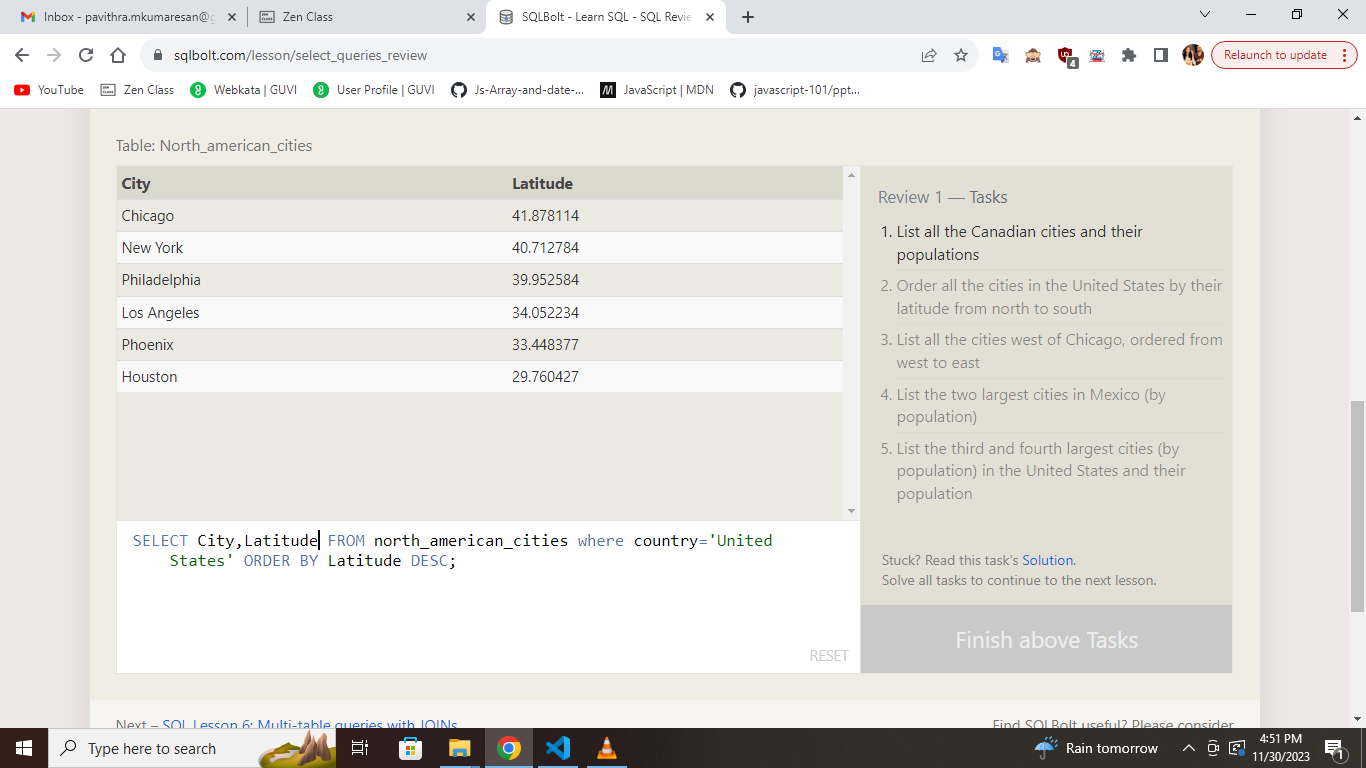 Inbox - pavithra.mkumaresan@g
Zen Class
SQLBolt - Learn SQL - SQL Revie
sqlbolt.com/lesson/select_queries_review
Relaunch to update
YouTube
Zen Class
Webkata | GUVI
User Profile | GUVI
Js-Array-and-date-...
JavaScript | MDN
javascript-101/ppt...
Table: North_american_cities
City Latitude
Chicago 41.878114
New York 40.712784
Philadelphia 39.952584
Los Angeles 34.052234
Phoenix 33.448377
Houston 29.760427
SELECT City,Latitude FROM north_american_cities where country='United
States' ORDER BY Latitude DESC;
RESET
Review 1 — Tasks
1. List all the Canadian cities and their
populations
2. Order all the cities in the United States by their
latitude from north to south
3. List all the cities west of Chicago, ordered from
west to east
4. List the two largest cities in Mexico (by
population)
5. List the third and fourth largest cities (by
population) in the United States and their
population
Stuck? Read this task's Solution.
Solve all tasks to continue to the next lesson.
Finish above Tasks
Next – SQL Lesson 6: Multi-table queries with JOINs
Find SQLBolt useful? Please consider
Type here to search
Rain tomorrow
4:51 PM
11/30/2023
1